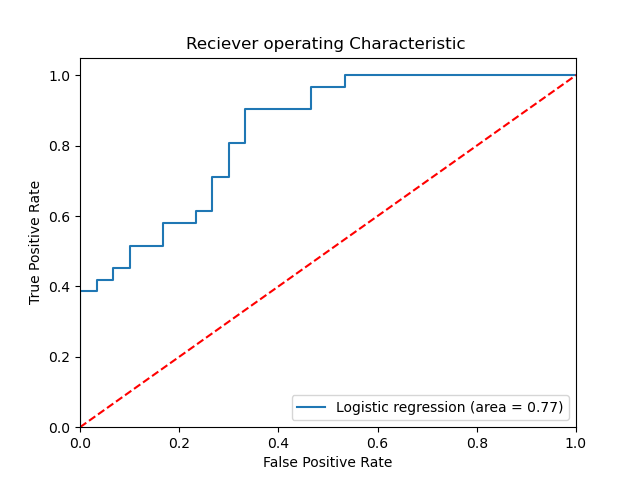 Reciever operating Characteristic
True Positive Rate
1.0
0.8
0.6
0.4
0.2
0.0
Logistic regression (area = 0.77)
0.0 0.2 0.4 0.6 0.8 1.0
False Positive Rate